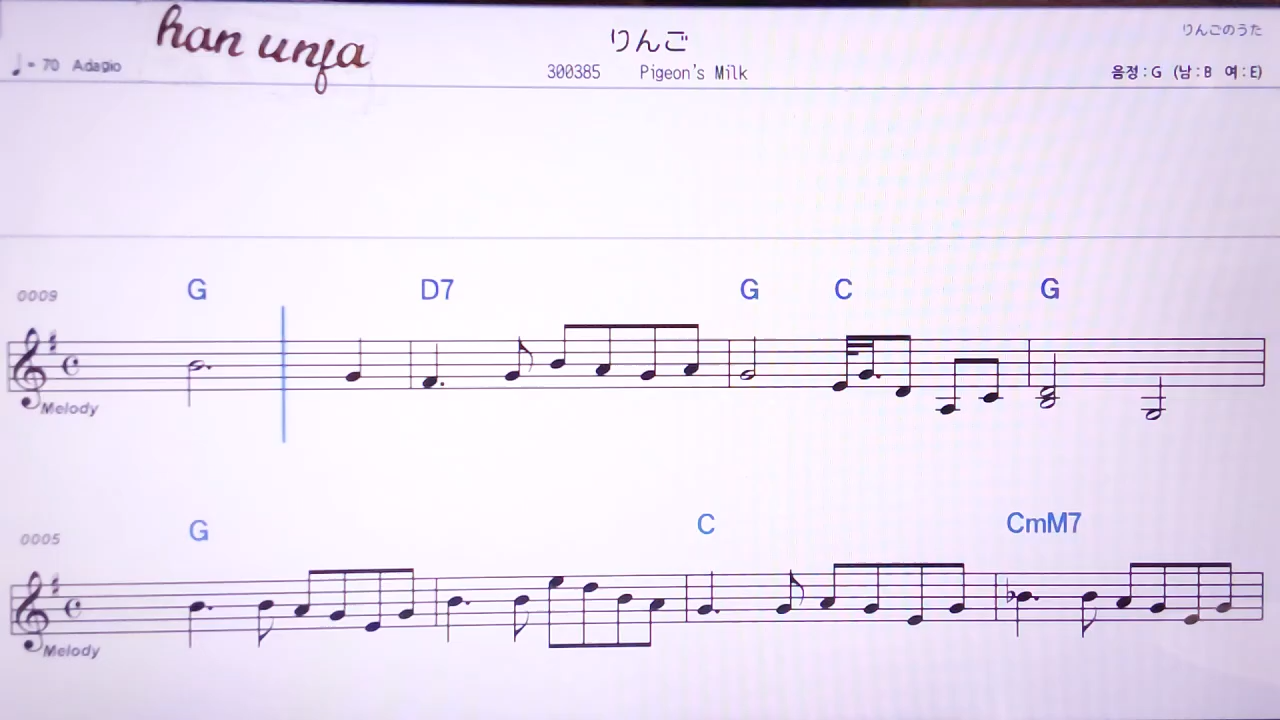 han unfa
りんご
りんごのうた
♩= 70 Adagio
300385 Pigeon's Milk
음정 : G (남 : B 여 : E)
G D7 G C G
0009
Melody
G C CmM7
0005
Melody